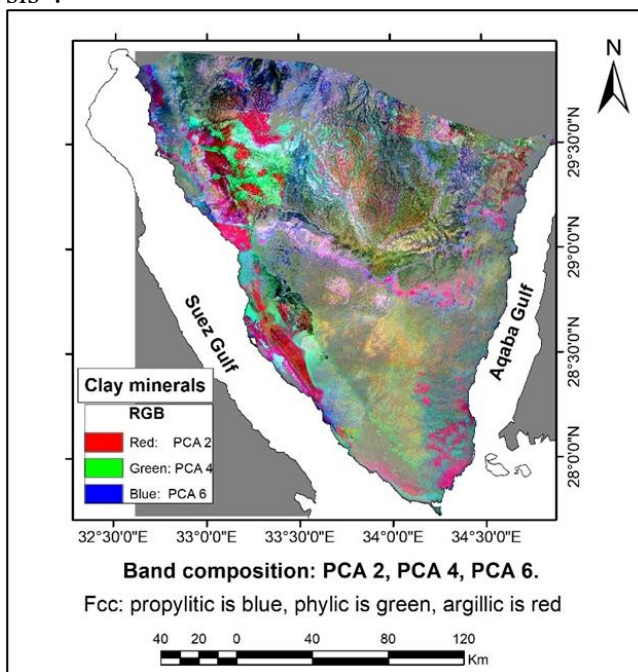 sis".
N
29°30'0"N
29°0'0"N
28°30'0"N
28°0'0"N
Suez Gulf
Aqaba Gulf
Clay minerals
RGB
Red: PCA 2
Green: PCA 4
Blue: PCA 6
32°30'0"E
33°0'0"E
33°30'0"E
34°0'0"E
34°30'0"E
Band composition: PCA 2, PCA 4, PCA 6.
Fcc: propylitic is blue, phylic is green, argillic is red
40 20 0 40 80 120
Km